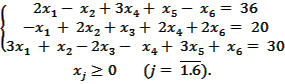 2x₁ − x₂ + 3x₄ + x₅ − x₆ = 36
−x₁ + 2x₂ + x₃ + 2x₄ + 2x₆ = 20
3x₁ + x₂ − 2x₃ − x₄ + 3x₅ + x₆ = 30
xⱼ ≥ 0 (j = 1.6).